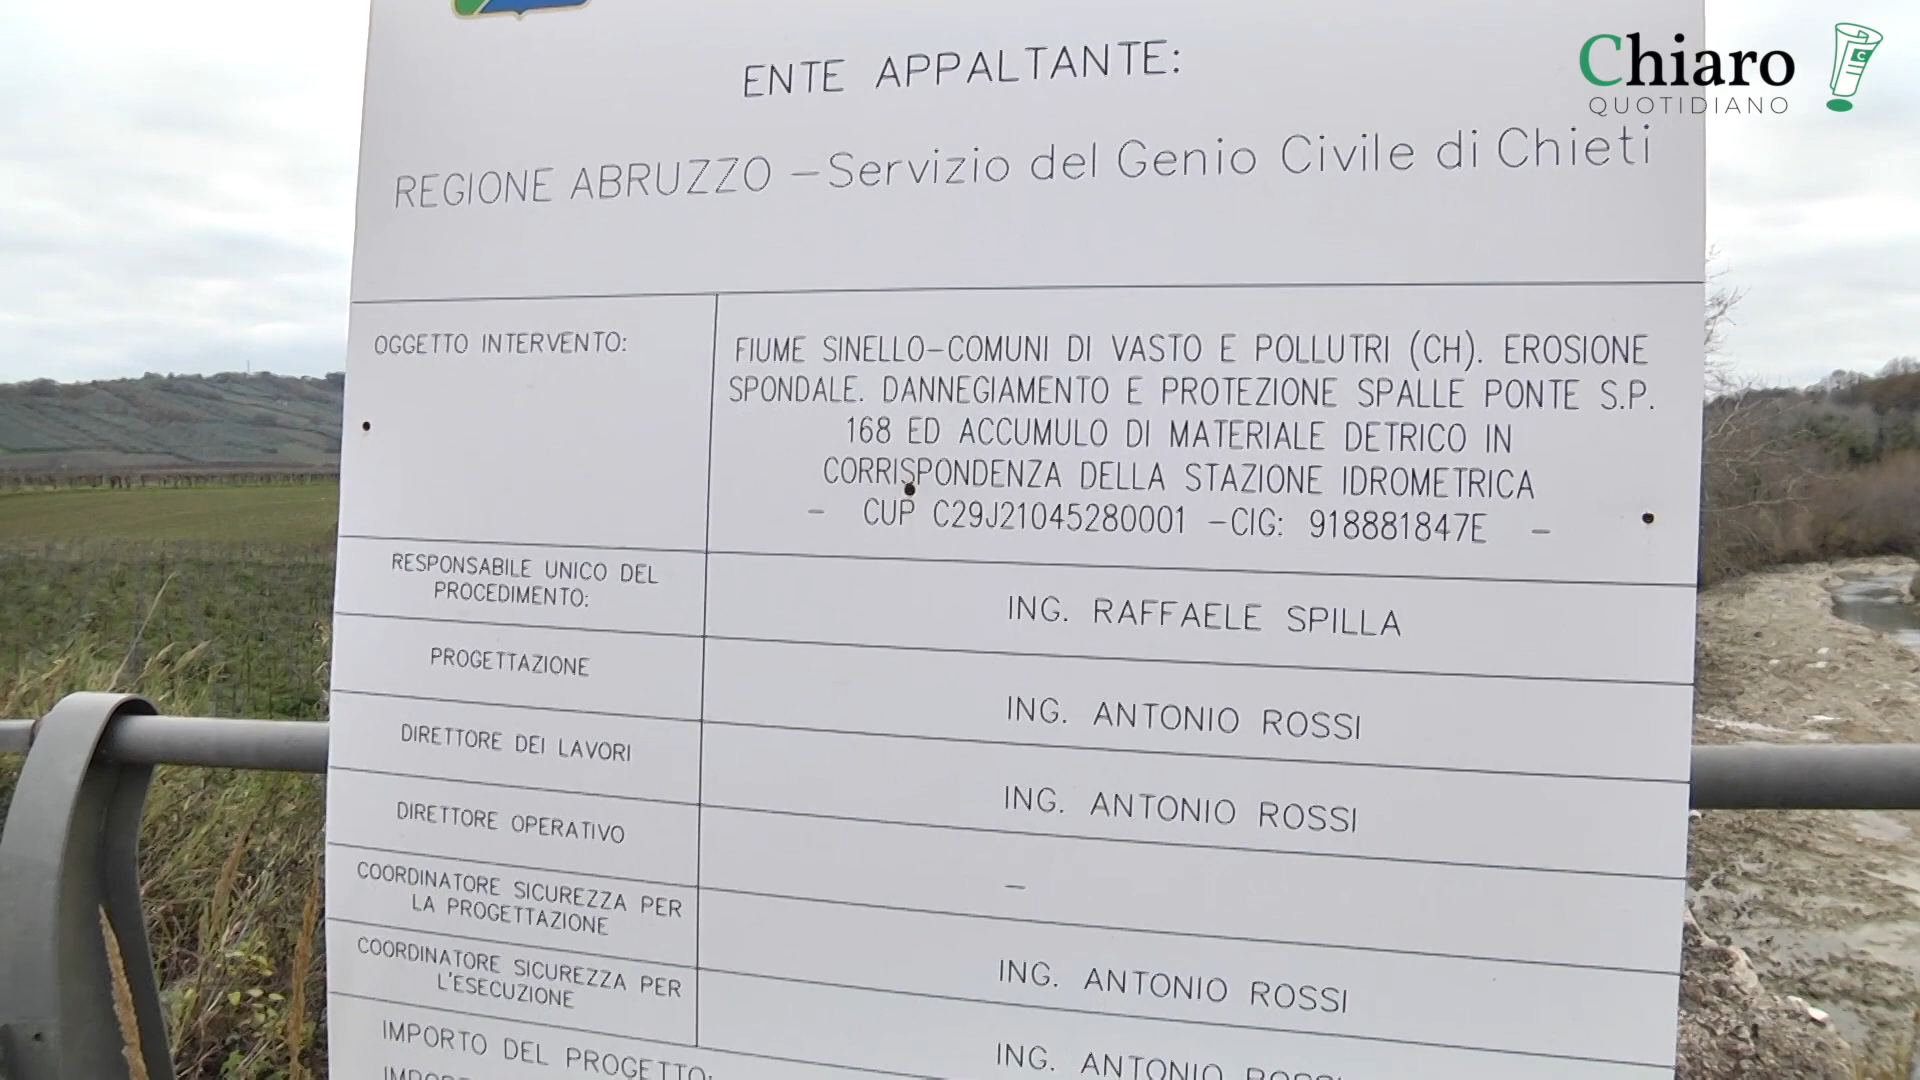 Chiaro
QUOTIDIANO
ENTE APPALTANTE:
REGIONE ABRUZZO -Servizio del Genio Civile di Chieti
OGGETTO INTERVENTO:
FIUME SINELLO-COMUNI DI VASTO E POLLUTRI (CH). EROSIONE
SPONDALE. DANNEGIAMENTO E PROTEZIONE SPALLE PONTE S.P.
168 ED ACCUMULO DI MATERIALE DETRICO IN
CORRISPONDENZA DELLA STAZIONE IDROMETRICA
- CUP C29J21045280001 -CIG: 918881847E -
RESPONSABILE UNICO DEL
PROCEDIMENTO:
ING. RAFFAELE SPILLA
PROGETTAZIONE
ING. ANTONIO ROSSI
DIRETTORE DEI LAVORI
ING. ANTONIO ROSSI
DIRETTORE OPERATIVO
-
COORDINATORE SICUREZZA PER
LA PROGETTAZIONE
ING. ANTONIO ROSSI
COORDINATORE SICUREZZA PER
L'ESECUZIONE
ING. ANTONIO ROSSI
IMPORTO DEL PROGETTO: